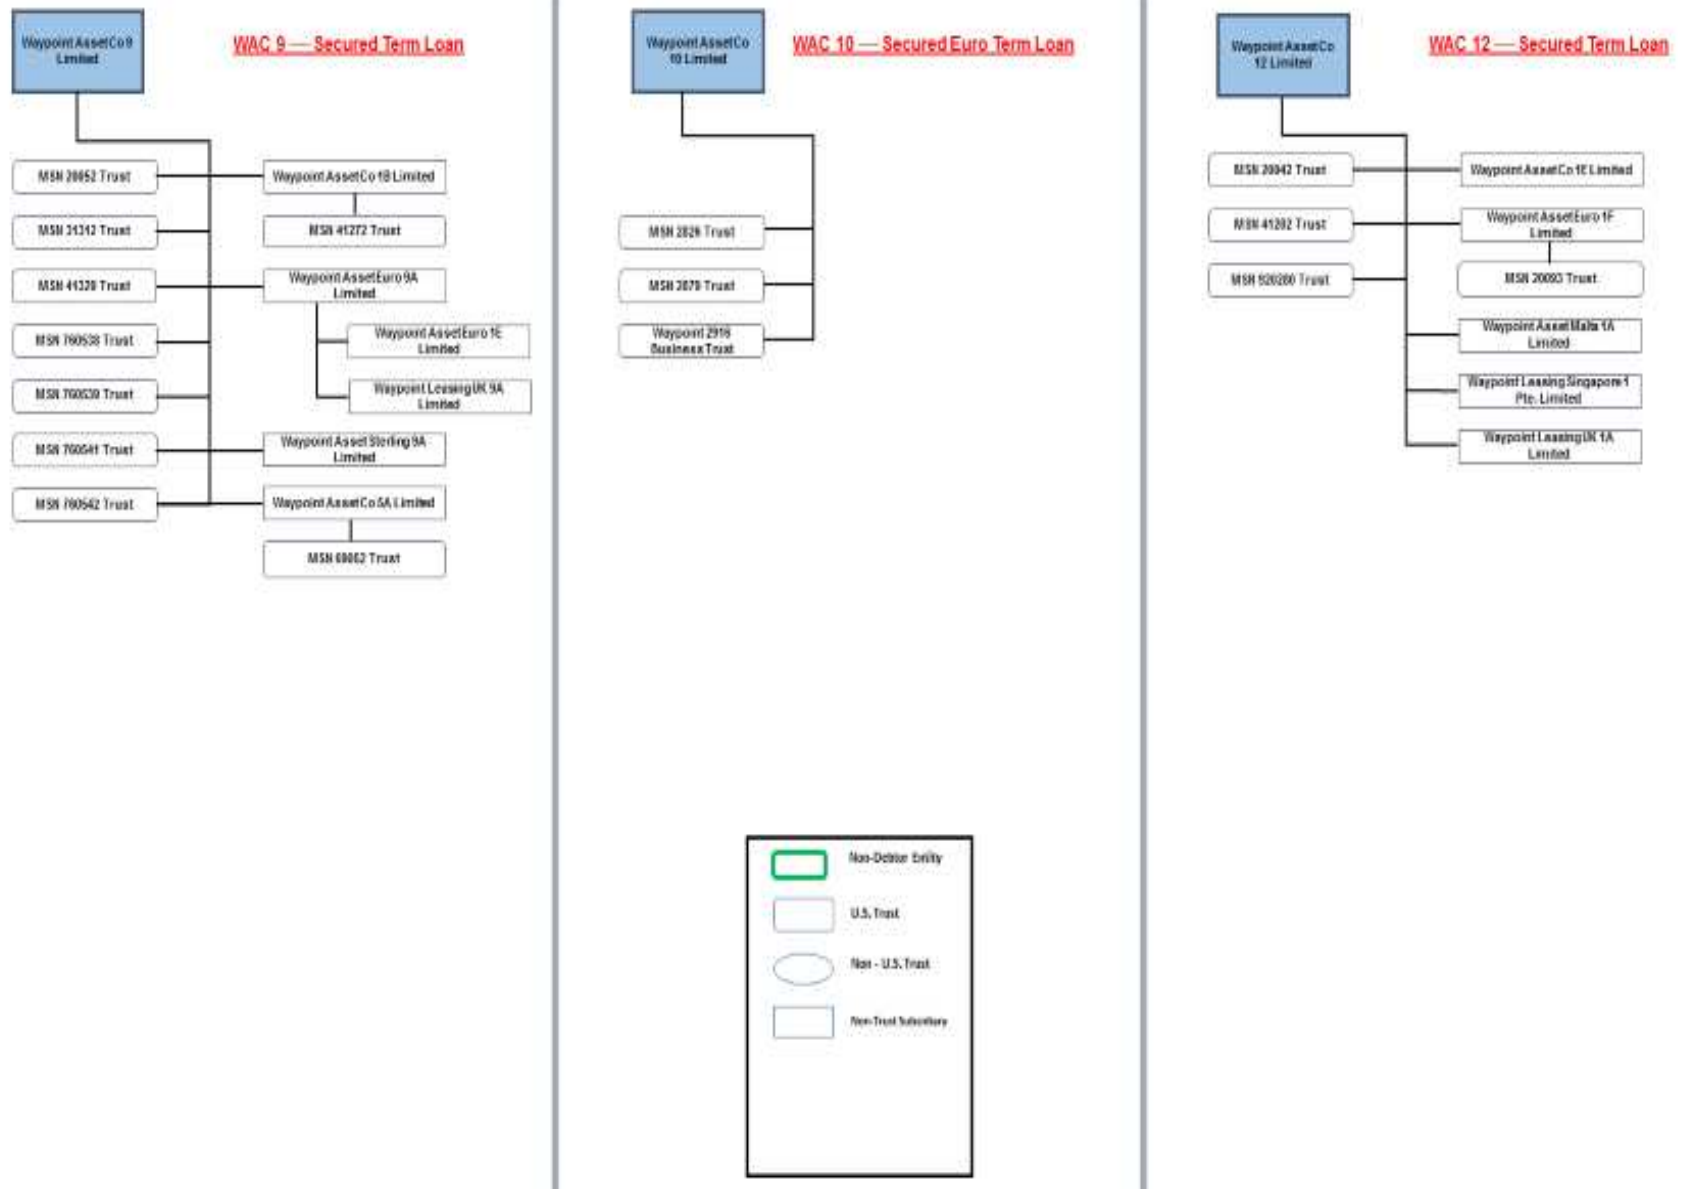 Waypoint AssetCo 9
Limited
WAC 9 — Secured Term Loan
MSN 20052 Trust
Waypoint AssetCo 1B Limited
MSN 31312 Trust
MSN 41272 Trust
MSN 41329 Trust
Waypoint AssetEuro 9A
Limited
MSN 760538 Trust
Waypoint AssetEuro 1E
Limited
MSN 760539 Trust
Waypoint Leasing UK 9A
Limited
MSN 760541 Trust
Waypoint Asset Sterling 9A
Limited
MSN 760542 Trust
Waypoint AssetCo 5A Limited
MSN 69052 Trust
Waypoint AssetCo
10 Limited
WAC 10 — Secured Euro Term Loan
MSN 2826 Trust
MSN 2879 Trust
Waypoint 2916
Business Trust
Waypoint AssetCo
12 Limited
WAC 12 — Secured Term Loan
MSN 20042 Trust
Waypoint AssetCo 1E Limited
MSN 41202 Trust
Waypoint AssetEuro 1F
Limited
MSN 920280 Trust
MSN 20093 Trust
Waypoint Asset Malta 1A
Limited
Waypoint Leasing Singapore 1
Pte. Limited
Waypoint Leasing UK 1A
Limited
Non-Debtor Entity
U.S. Trust
Non - U.S. Trust
Non-Trust Subsidiary